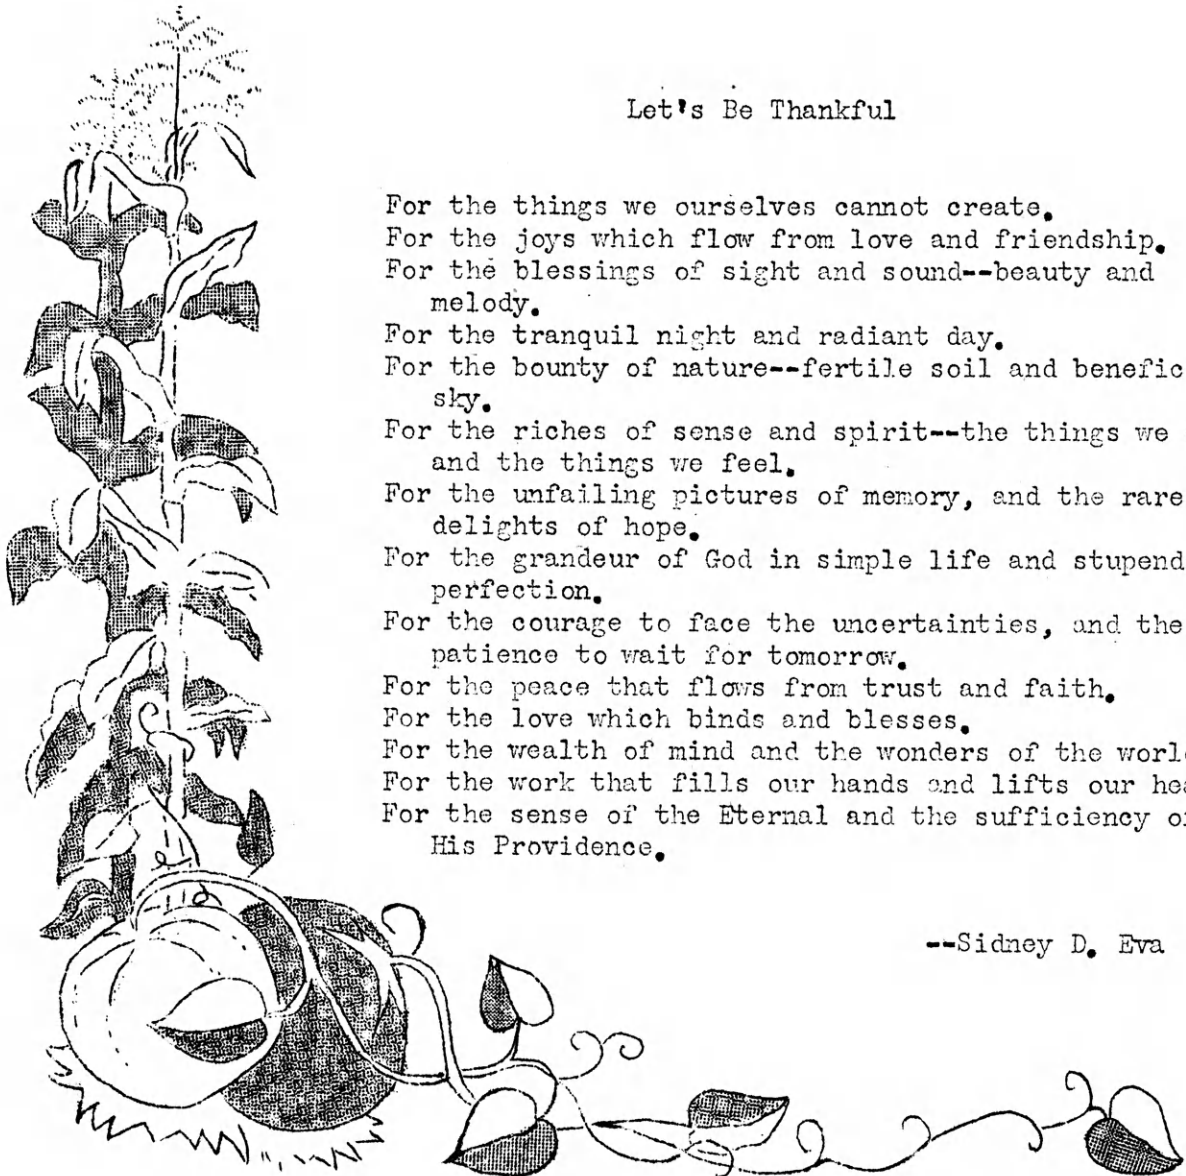 Let's Be Thankful
For the things we ourselves cannot create.
For the joys which flow from love and friendship.
For the blessings of sight and sound--beauty and
melody.
For the tranquil night and radiant day.
For the bounty of nature--fertile soil and benefic
sky.
For the riches of sense and spirit--the things we
and the things we feel.
For the unfailing pictures of memory, and the rare
delights of hope.
For the grandeur of God in simple life and stupend
perfection.
For the courage to face the uncertainties, and the
patience to wait for tomorrow.
For the peace that flows from trust and faith.
For the love which binds and blesses.
For the wealth of mind and the wonders of the worl
For the work that fills our hands and lifts our hea
For the sense of the Eternal and the sufficiency of
His Providence.
--Sidney D. Eva